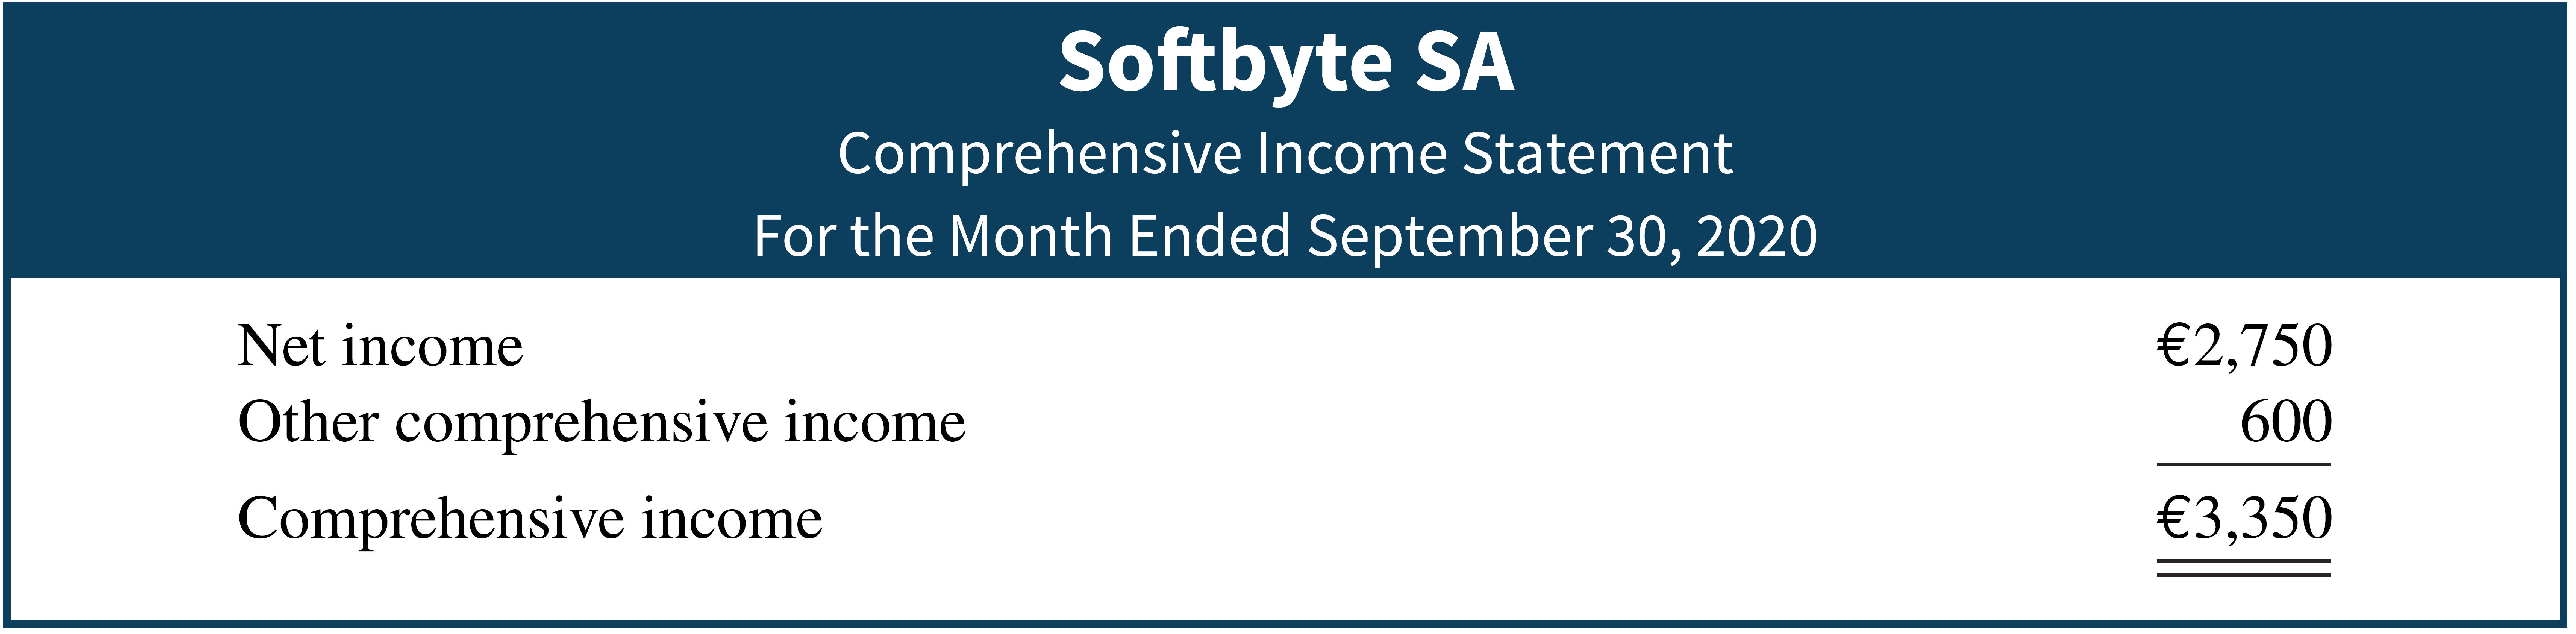 Softbyte SA
Comprehensive Income Statement
For the Month Ended September 30, 2020
Net income €2,750
Other comprehensive income 600
Comprehensive income €3,350